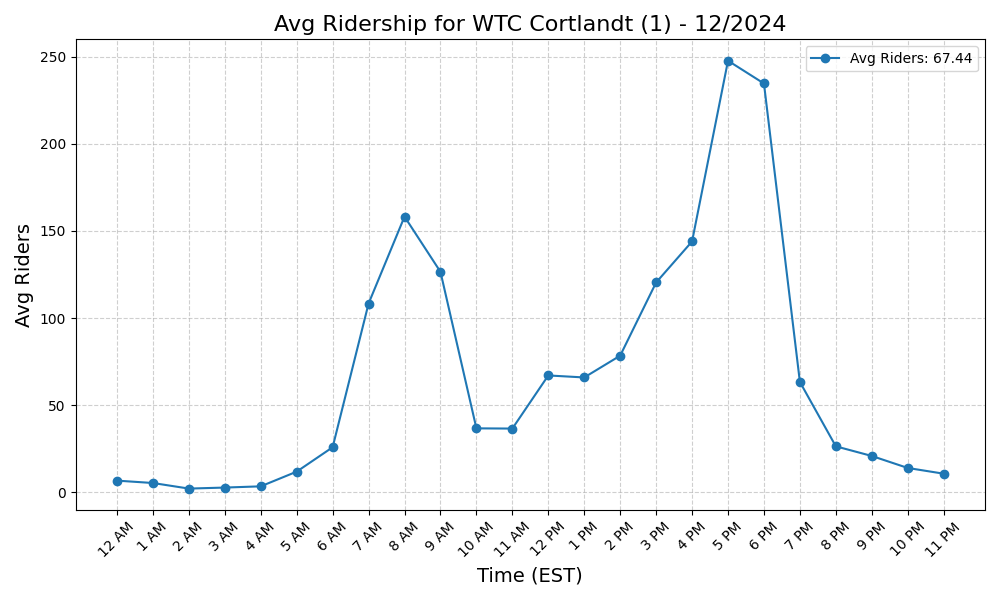 Avg Ridership for WTC Cortlandt (1) - 12/2024
Avg Riders: 67.44
Avg Riders
250
200
150
100
50
0
12 AM
1 AM
2 AM
3 AM
4 AM
5 AM
6 AM
7 AM
8 AM
9 AM
10 AM
11 AM
12 PM
1 PM
2 PM
3 PM
4 PM
5 PM
6 PM
7 PM
8 PM
9 PM
10 PM
11 PM
Time (EST)